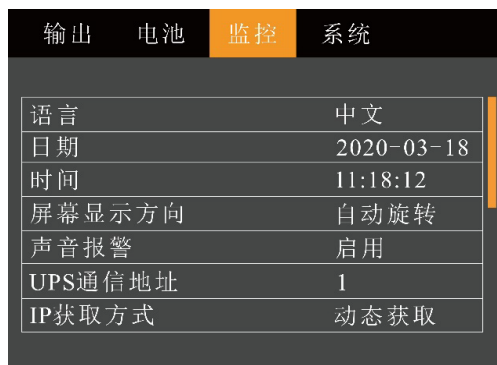 输出 电池 监控 系统
语言 中文
日期 2020-03-18
时间 11:18:12
屏幕显示方向 自动旋转
声音报警 启用
UPS通信地址 1
IP获取方式 动态获取